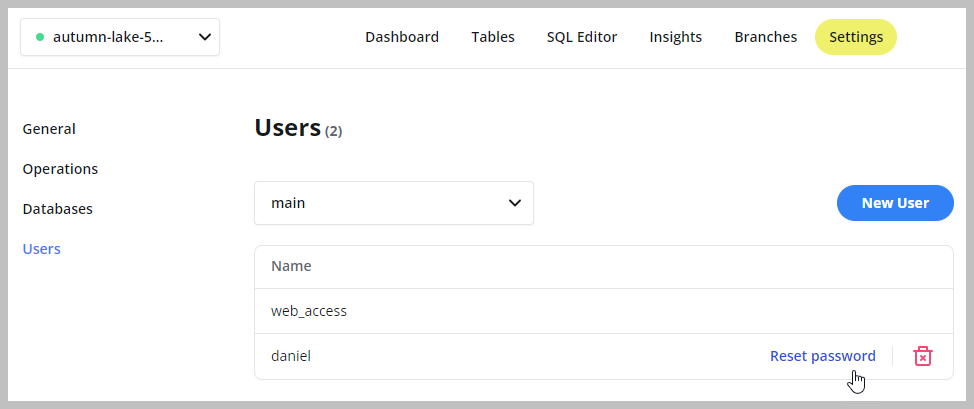 autumn-lake-5...
Dashboard Tables SQL Editor Insights Branches Settings
General
Operations
Databases
Users
Users (2)
main
New User
Name
web_access
daniel Reset password